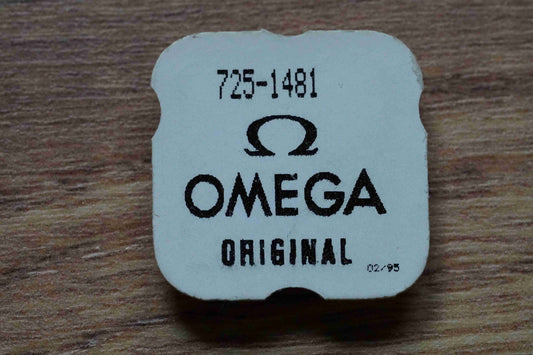 725-1481
Ω
OMEGA
ORIGINAL
02/95